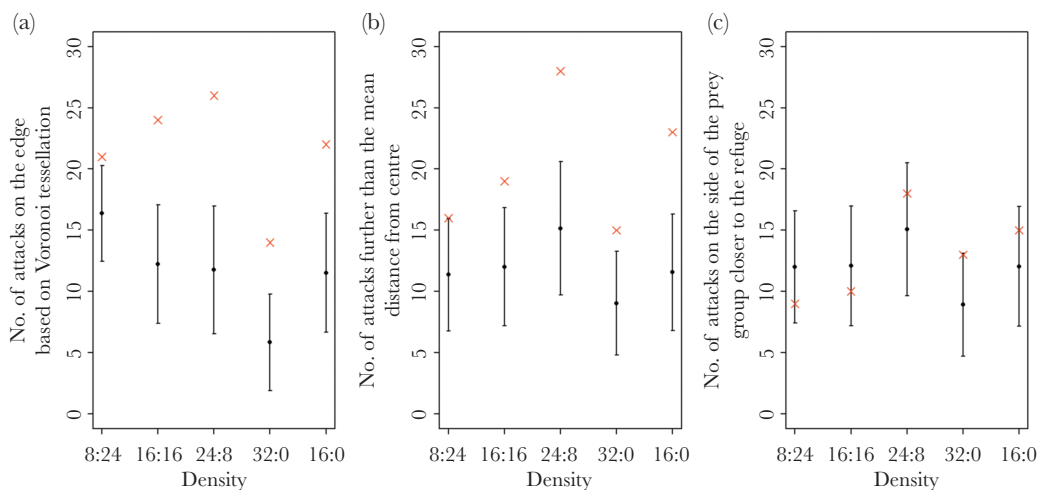 (a)
No. of attacks on the edge
based on Voronoi tessellation
30
25
20
15
10
5
0
8:24 16:16 24:8 32:0 16:0
Density
(b)
No. of attacks further than the mean
distance from centre
30
25
20
15
10
5
0
8:24 16:16 24:8 32:0 16:0
Density
(c)
No. of attacks on the side of the prey
group closer to the refuge
30
25
20
15
10
5
0
8:24 16:16 24:8 32:0 16:0
Density